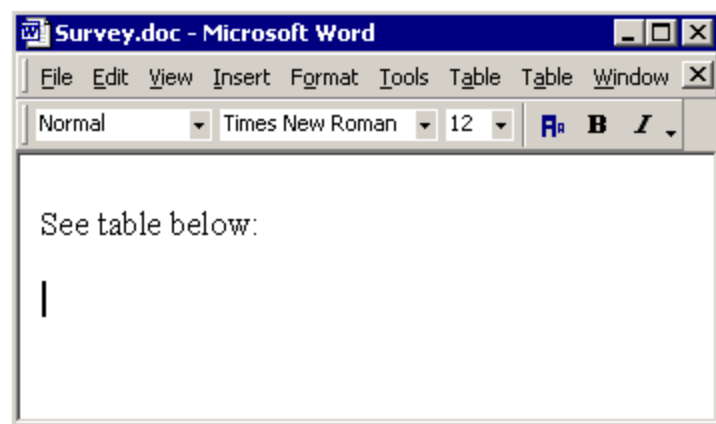 Survey.doc - Microsoft Word
File Edit View Insert Format Tools Table Table Window
Normal Times New Roman 12 B I
See table below: